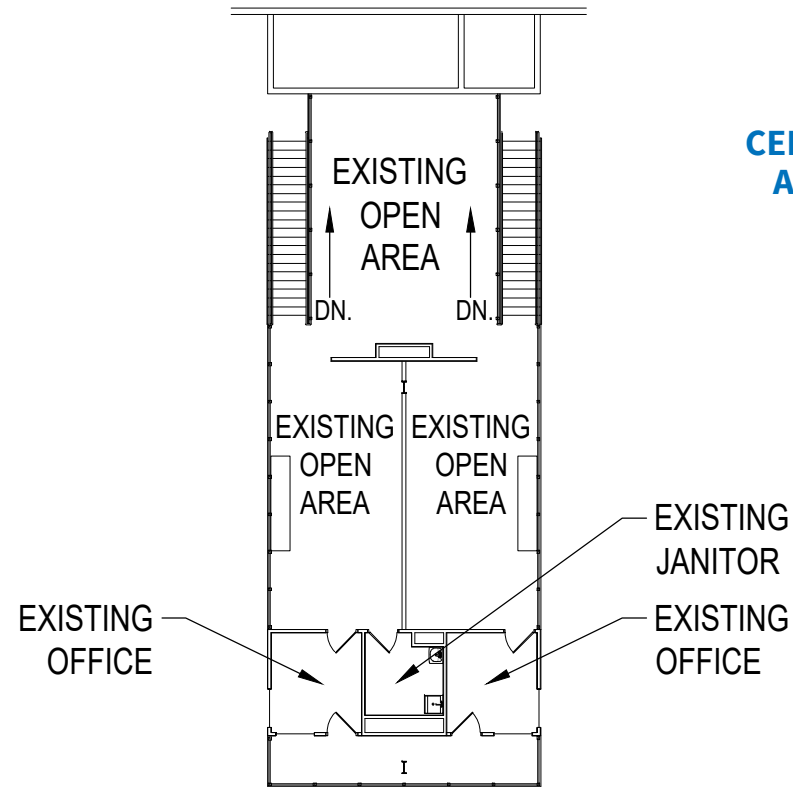 EXISTING
OPEN
AREA
DN.
DN.
EXISTING
OPEN
AREA
EXISTING
OPEN
AREA
EXISTING
JANITOR
EXISTING
OFFICE
EXISTING
OFFICE